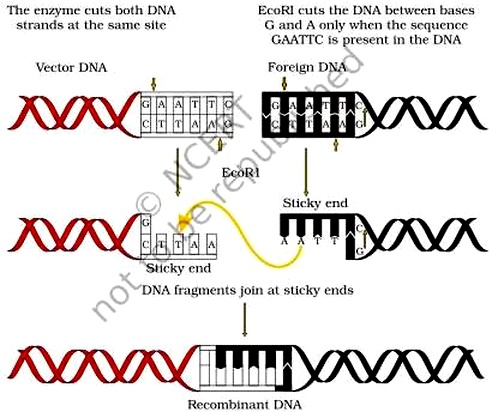 The enzyme cuts both DNA
strands at the same site
EcoRI cuts the DNA between bases
G and A only when the sequence
GAATTC is present in the DNA
Vector DNA
Foreign DNA
G A A T T C
C T T A A G
G A A T T C
C T T A A G
EcoR1
G
C T T A A
Sticky end
Sticky end
A A T T C
G
DNA fragments join at sticky ends
Recombinant DNA
© NCERT
not to be republished